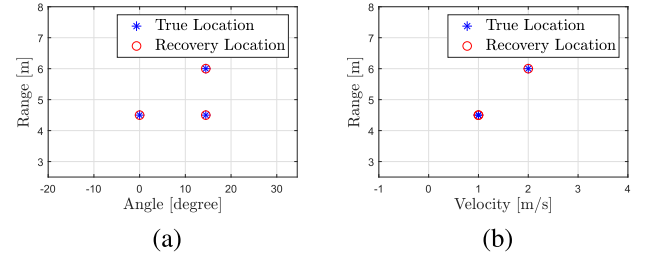 True Location
Recovery Location
Range [m]
8
7
6
5
4
3
-20 -10 0 10 20 30
Angle [degree]
(a)
True Location
Recovery Location
Range [m]
8
7
6
5
4
3
-1 0 1 2 3 4
Velocity [m/s]
(b)